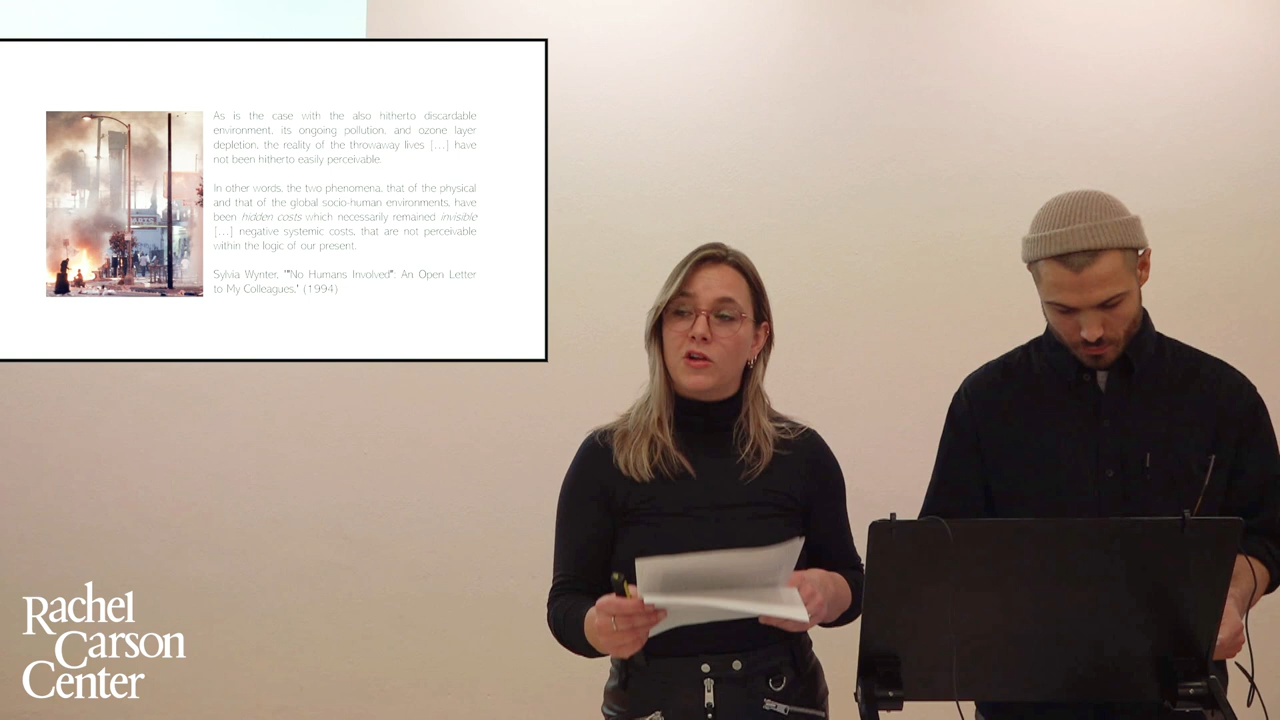 As is the case with the also hitherto discardable
environment, its ongoing pollution, and ozone layer
depletion, the reality of the throwaway lives [...] have
not been hitherto easily perceivable.
In other words, the two phenomena, that of the physical
and that of the global socio-human environments, have
been hidden costs which necessarily remained invisible
[...] negative systemic costs, that are not perceivable
within the logic of our present.
Sylvia Wynter, "“No Humans Involved”: An Open Letter
to My Colleagues," (1994)
Rachel
Carson
Center